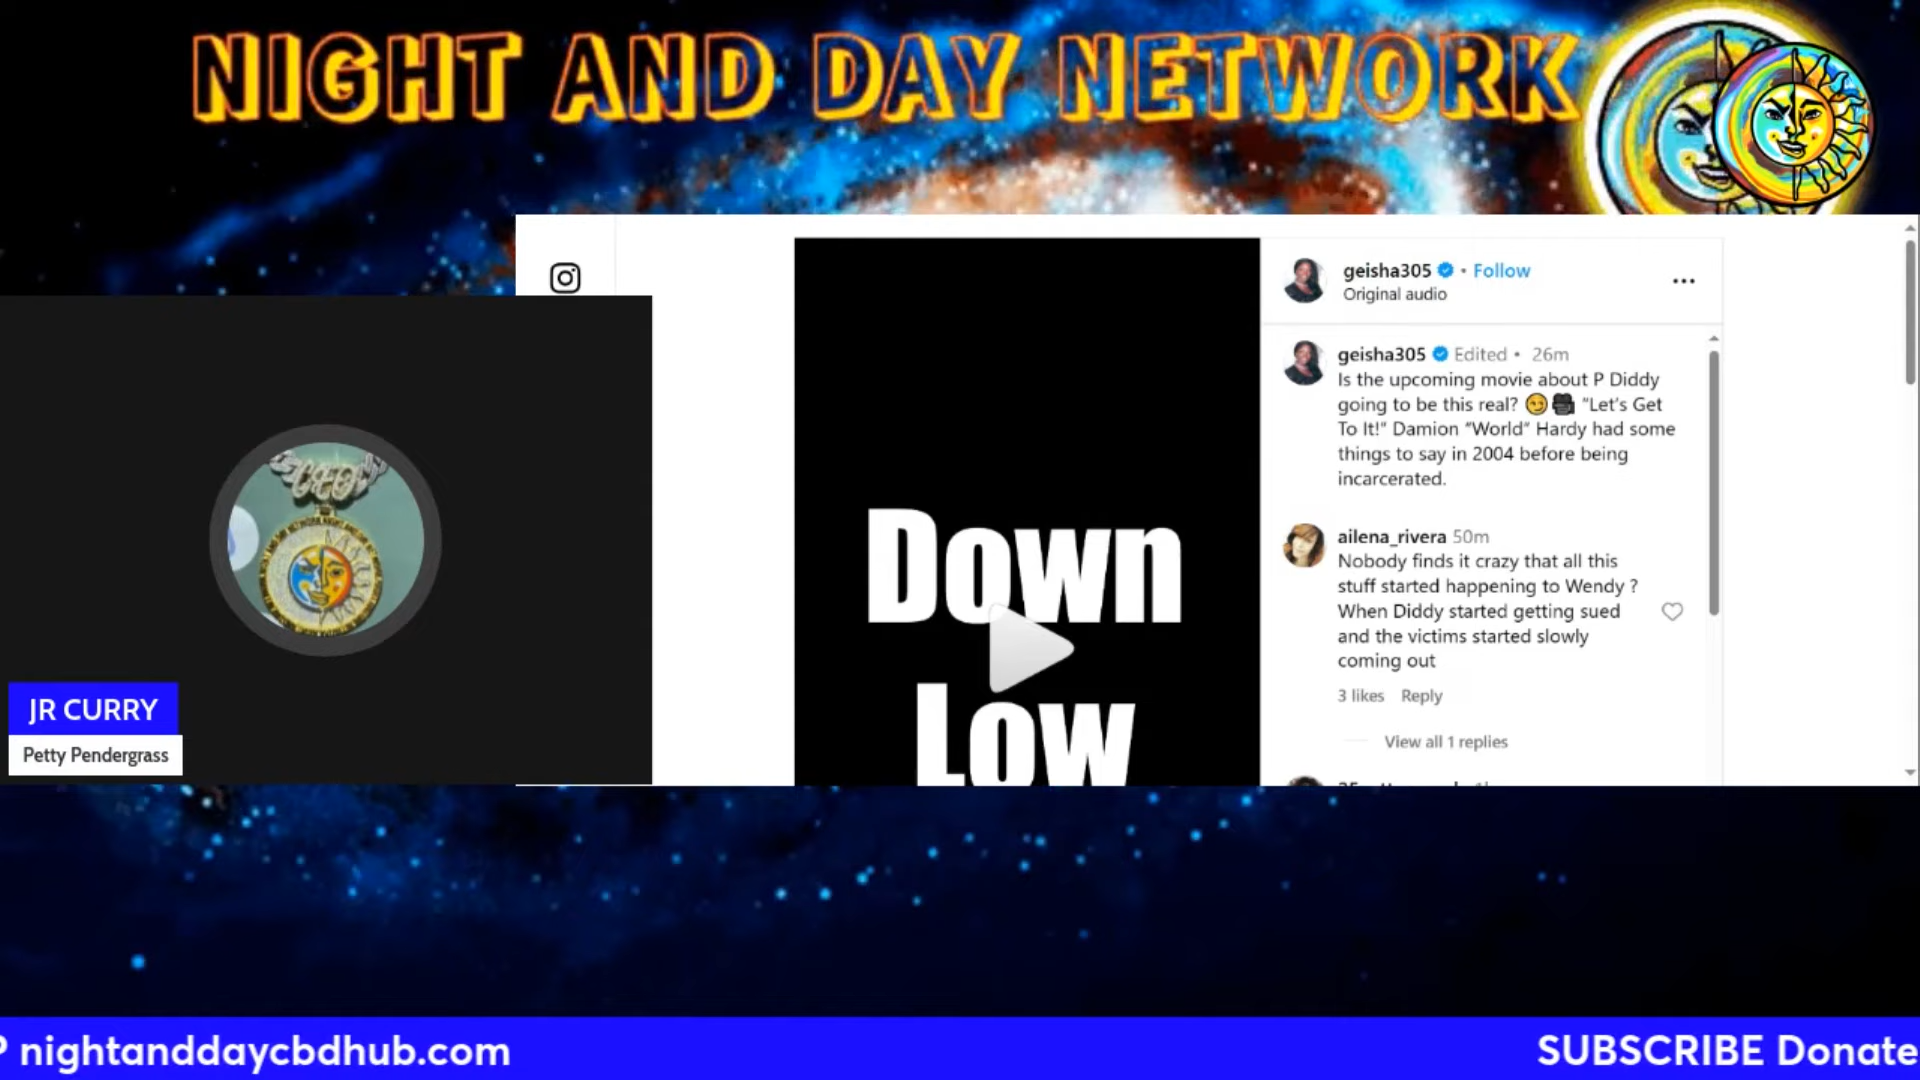 NIGHT AND DAY NETWORK
geisha305 • Follow
Original audio
geisha305 Edited • 26m
Is the upcoming movie about P Diddy
going to be this real? 😏🎥 "Let's Get
To It!" Damion "World" Hardy had some
things to say in 2004 before being
incarcerated.
ailena_rivera 50m
Nobody finds it crazy that all this
stuff started happening to Wendy ?
When Diddy started getting sued
and the victims started slowly
coming out
3 likes Reply
View all 1 replies
Down
Low
CEO
JR CURRY
Petty Pendergrass
nightanddaycbdhub.com
SUBSCRIBE Donate